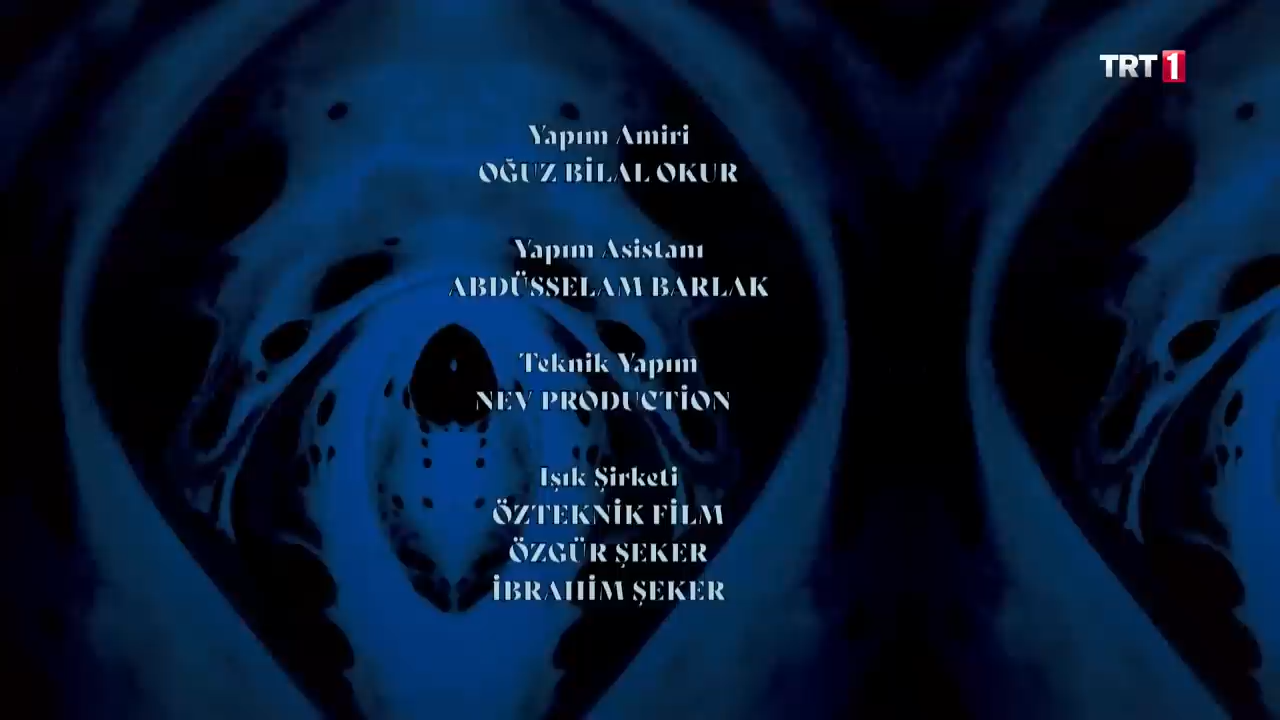 TRT 1
Yapım Amiri
OĞUZ BİLAL OKUR
Yapım Asistanı
ABDÜSSELAM BARLAK
Teknik Yapım
NEV PRODUCTİON
Işık Şirketi
ÖZTEKNİK FİLM
ÖZGÜR ŞEKER
İBRAHİM ŞEKER